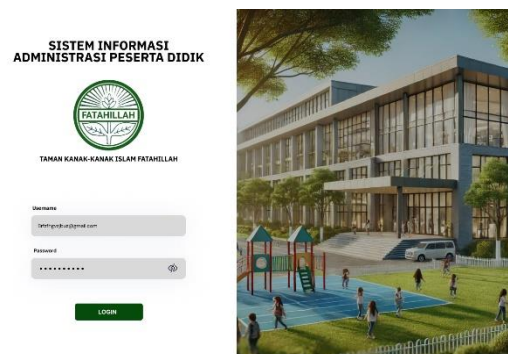 SISTEM INFORMASI
ADMINISTRASI PESERTA DIDIK
FATAHILLAH
TAMAN KANAK-KANAK ISLAM FATAHILLAH
Username
Password
LOGIN